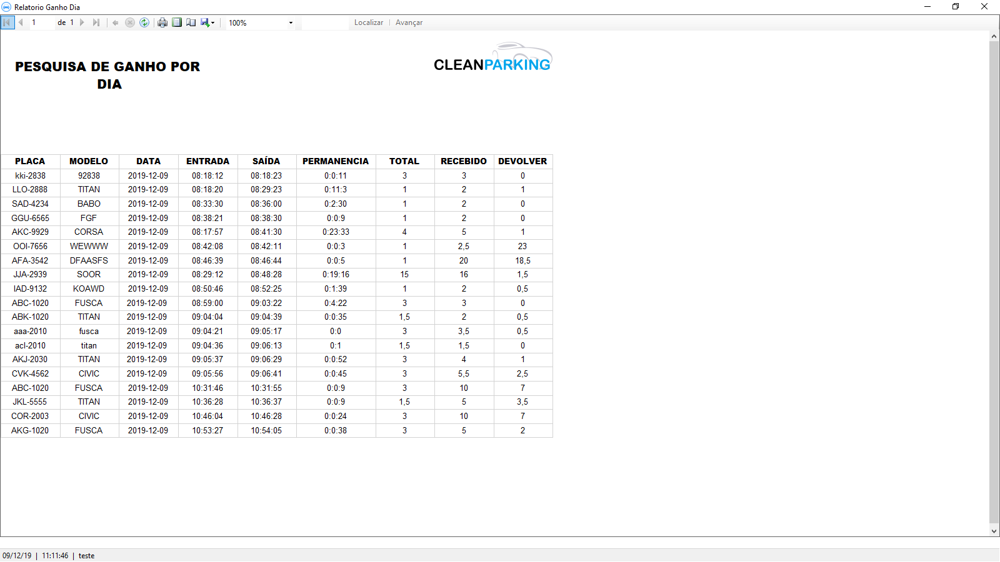 Relatorio Ganho Dia
1 de 1 100% Localizar | Avançar
PESQUISA DE GANHO POR
DIA
CLEANPARKING
PLACA MODELO DATA ENTRADA SAÍDA PERMANENCIA TOTAL RECEBIDO DEVOLVER
kki-2838 92838 2019-12-09 08:18:12 08:18:23 0:0:11 3 3 0
LLO-2888 TITAN 2019-12-09 08:18:20 08:29:23 0:11:3 1 2 1
SAD-4234 BABO 2019-12-09 08:33:30 08:36:00 0:2:30 1 2 0
GGU-6565 FGF 2019-12-09 08:38:21 08:38:30 0:0:9 1 2 0
AKC-9929 CORSA 2019-12-09 08:17:57 08:41:30 0:23:33 4 5 1
OOI-7656 WEWWW 2019-12-09 08:42:08 08:42:11 0:0:3 1 2,5 23
AFA-3542 DFAASFS 2019-12-09 08:46:39 08:46:44 0:0:5 1 20 18,5
JJA-2939 SOOR 2019-12-09 08:29:12 08:48:28 0:19:16 15 16 1,5
IAD-9132 KOAWD 2019-12-09 08:50:46 08:52:25 0:1:39 1 2 0,5
ABC-1020 FUSCA 2019-12-09 08:59:00 09:03:22 0:4:22 3 3 0
ABK-1020 TITAN 2019-12-09 09:04:04 09:04:39 0:0:35 1,5 2 0,5
aaa-2010 fusca 2019-12-09 09:04:21 09:05:17 0:0 3 3,5 0,5
acl-2010 titan 2019-12-09 09:04:36 09:06:13 0:1 1,5 1,5 0
AKJ-2030 TITAN 2019-12-09 09:05:37 09:06:29 0:0:52 3 4 1
CVK-4562 CIVIC 2019-12-09 09:05:56 09:06:41 0:0:45 3 5,5 2,5
ABC-1020 FUSCA 2019-12-09 10:31:46 10:31:55 0:0:9 3 10 7
JKL-5555 TITAN 2019-12-09 10:36:28 10:36:37 0:0:9 1,5 5 3,5
COR-2003 CIVIC 2019-12-09 10:46:04 10:46:28 0:0:24 3 10 7
AKG-1020 FUSCA 2019-12-09 10:53:27 10:54:05 0:0:38 3 5 2
09/12/19 | 11:11:46 | teste